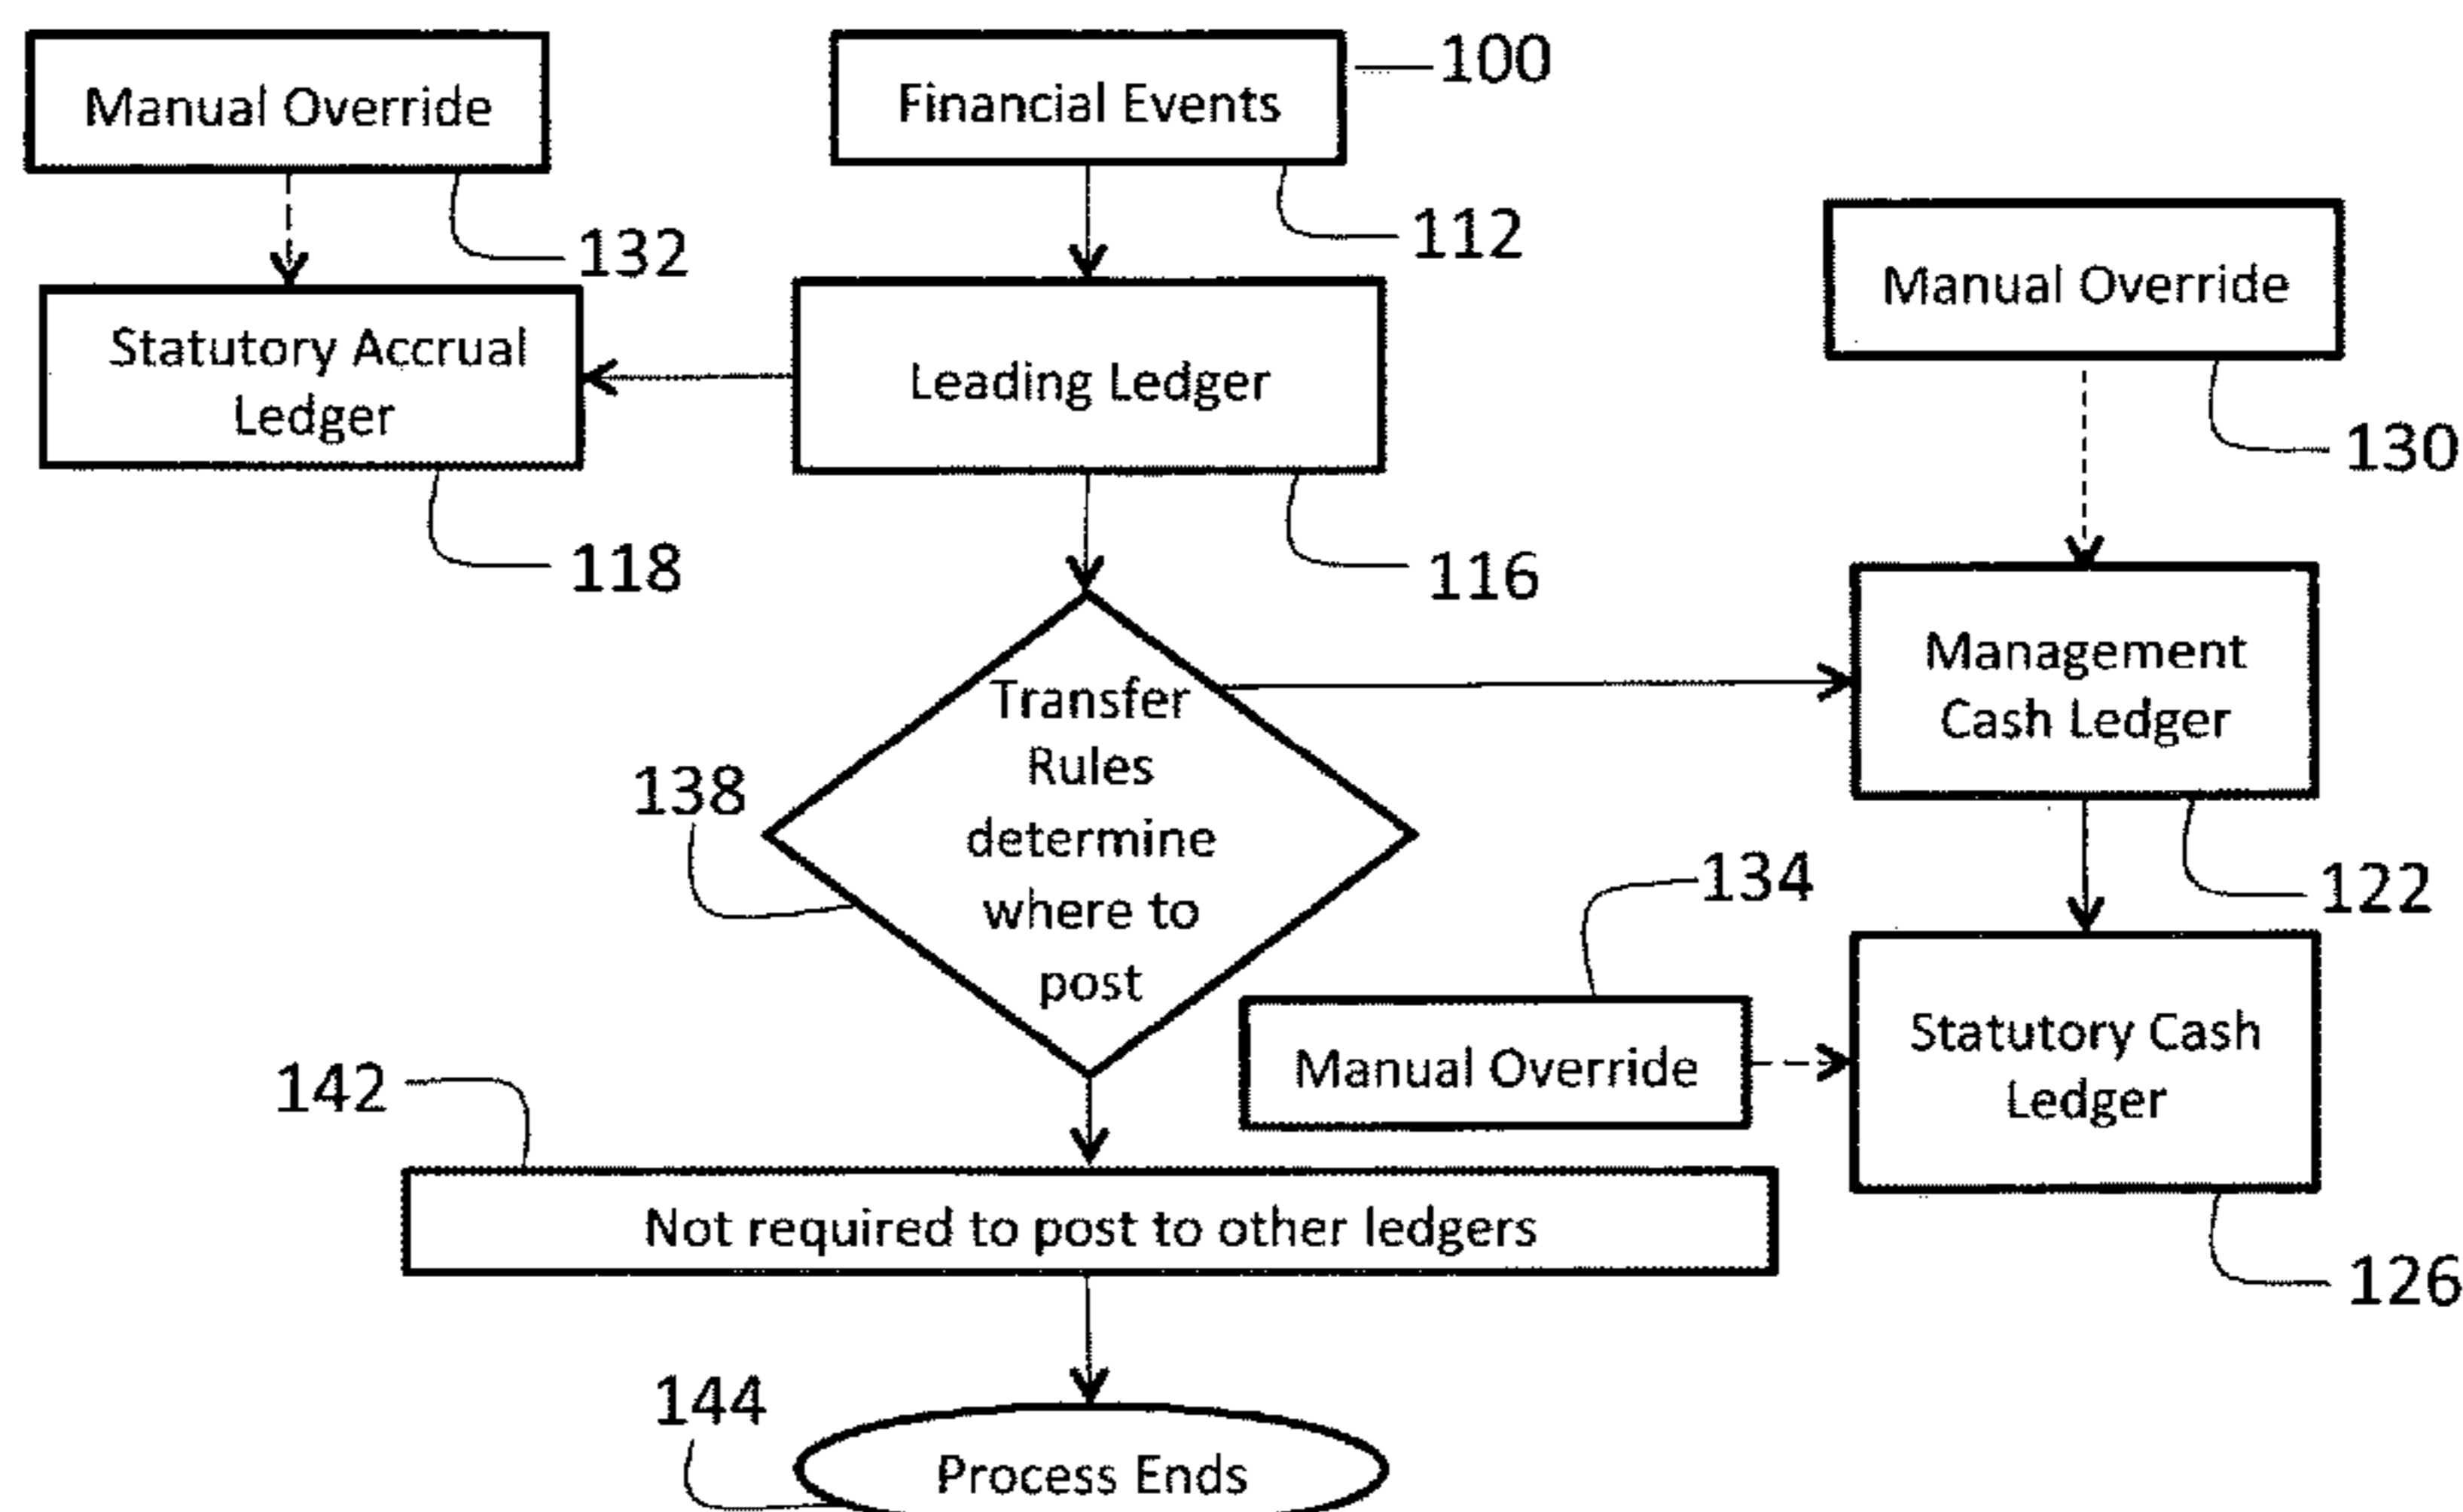 Manual Override
Financial Events
100
132
112
Manual Override
Statutory Accrual
Ledger
Leading Ledger
130
118
116
Management
Cash Ledger
Transfer
Rules
determine
where to
post
138
134
122
Manual Override
Statutory Cash
Ledger
142
Not required to post to other ledgers
126
144
Process Ends